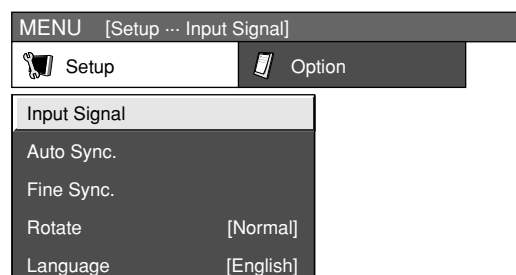 MENU [Setup ··· Input Signal]
Setup Option
Input Signal
Auto Sync.
Fine Sync.
Rotate [Normal]
Language [English]